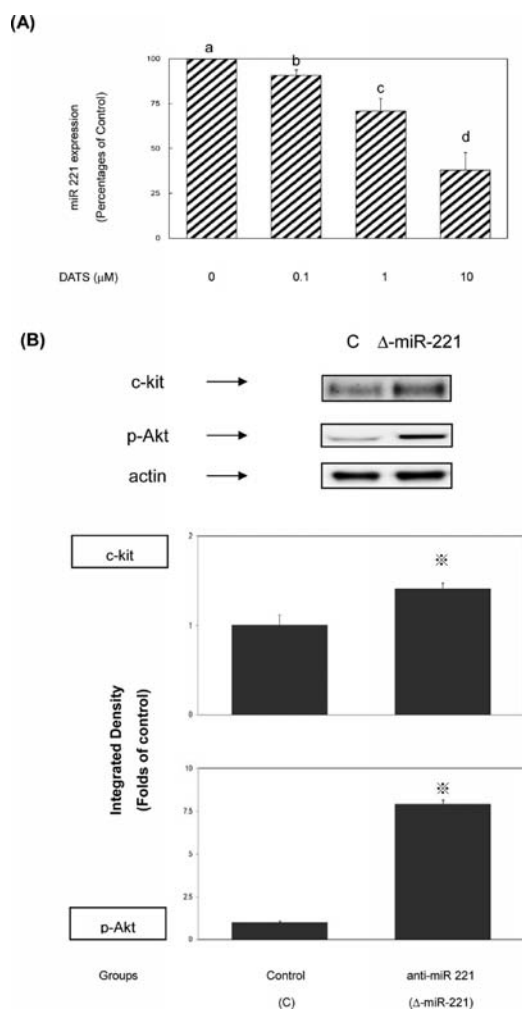 (A)
miR 221 expression
(Percentages of Control)
100
75
50
25
0
a
b
c
d
DATS (μM)
0
0.1
1
10
(B)
C
Δ-miR-221
c-kit
p-Akt
actin
c-kit
2
1
0
※
Integrated Density
(Folds of control)
10
7.5
5
2.5
0
※
p-Akt
Groups
Control
anti-miR 221
(C)
(Δ-miR-221)